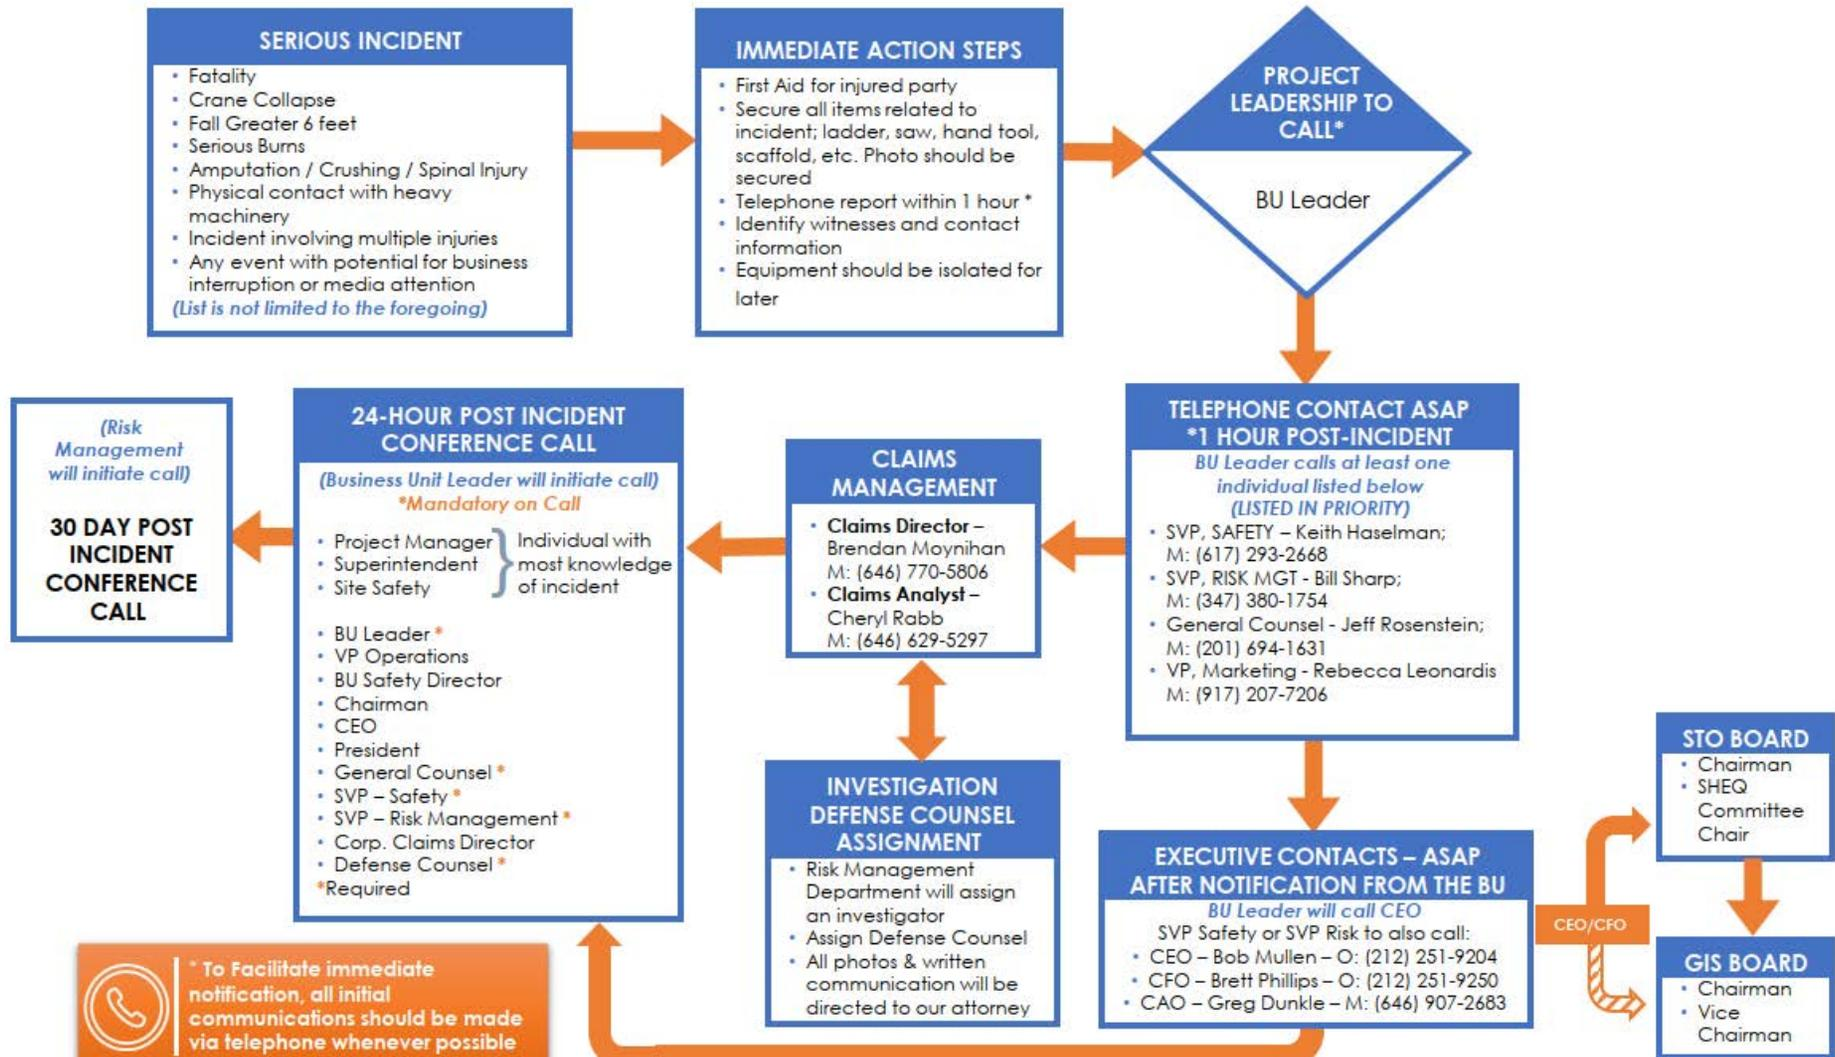 SERIOUS INCIDENT
• Fatality
• Crane Collapse
• Fall Greater 6 feet
• Serious Burns
• Amputation / Crushing / Spinal Injury
• Physical contact with heavy
machinery
• Incident involving multiple injuries
• Any event with potential for business
interruption or media attention
(List is not limited to the foregoing)
IMMEDIATE ACTION STEPS
• First Aid for injured party
• Secure all items related to
incident; ladder, saw, hand tool,
scaffold, etc. Photo should be
secured
• Telephone report within 1 hour *
• Identify witnesses and contact
information
• Equipment should be isolated for
later
PROJECT
LEADERSHIP TO
CALL*
BU Leader
TELEPHONE CONTACT ASAP
*1 HOUR POST-INCIDENT
BU Leader calls at least one
individual listed below
(LISTED IN PRIORITY)
• SVP, SAFETY – Keith Haselman;
M: (617) 293-2668
• SVP, RISK MGT - Bill Sharp;
M: (347) 380-1754
• General Counsel - Jeff Rosenstein;
M: (201) 694-1631
• VP, Marketing - Rebecca Leonardis
M: (917) 207-7206
CLAIMS
MANAGEMENT
• Claims Director –
Brendan Moynihan
M: (646) 770-5806
• Claims Analyst –
Cheryl Rabb
M: (646) 629-5297
24-HOUR POST INCIDENT
CONFERENCE CALL
(Business Unit Leader will initiate call)
*Mandatory on Call
• Project Manager
• Superintendent
• Site Safety
Individual with
most knowledge
of incident
• BU Leader *
• VP Operations
• BU Safety Director
• Chairman
• CEO
• President
• General Counsel *
• SVP – Safety *
• SVP – Risk Management *
• Corp. Claims Director
• Defense Counsel *
*Required
(Risk
Management
will initiate call)
30 DAY POST
INCIDENT
CONFERENCE
CALL
INVESTIGATION
DEFENSE COUNSEL
ASSIGNMENT
• Risk Management
Department will assign
an investigator
• Assign Defense Counsel
• All photos & written
communication will be
directed to our attorney
EXECUTIVE CONTACTS – ASAP
AFTER NOTIFICATION FROM THE BU
BU Leader will call CEO
SVP Safety or SVP Risk to also call:
• CEO – Bob Mullen – O: (212) 251-9204
• CFO – Brett Phillips – O: (212) 251-9250
• CAO – Greg Dunkle – M: (646) 907-2683
CEO/CFO
STO BOARD
• Chairman
• SHEQ
Committee
Chair
GIS BOARD
• Chairman
• Vice
Chairman
* To Facilitate immediate
notification, all initial
communications should be made
via telephone whenever possible